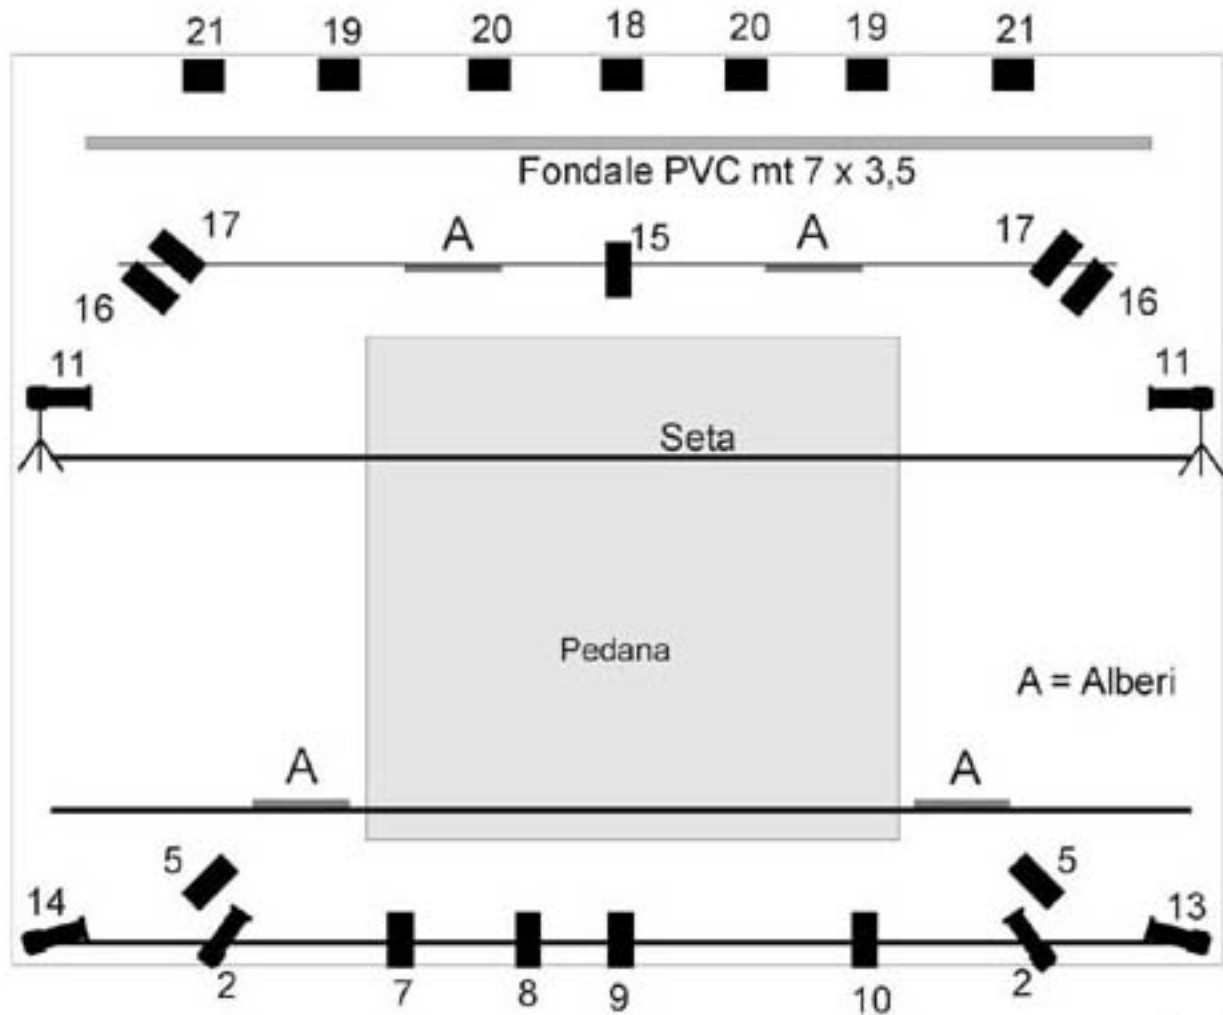 21 19 20 18 20 19 21
Fondale PVC mt 7 x 3,5
17 A 15 A 17
16 16
11 11
Seta
Pedana
A = Alberi
A A
5 5
14 13
2 7 8 9 10 2